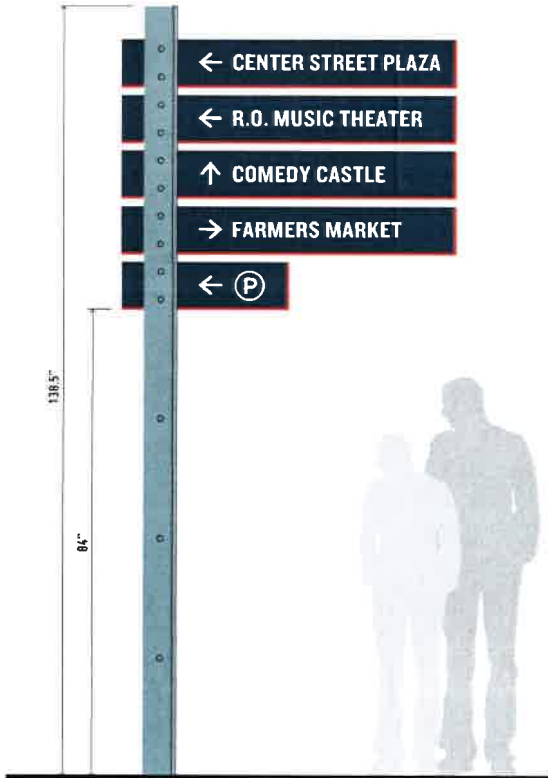 ← CENTER STREET PLAZA
← R.O. MUSIC THEATER
↑ COMEDY CASTLE
→ FARMERS MARKET
← P
138.5"
84"